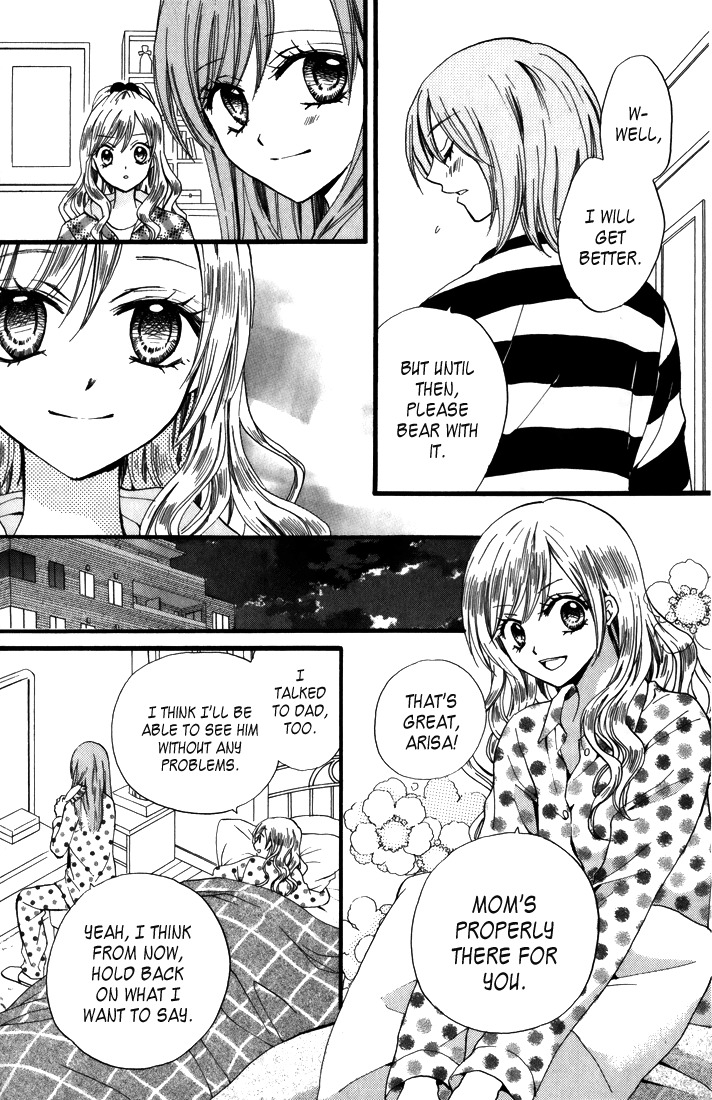 W-
WELL,
I WILL
GET
BETTER.
BUT UNTIL
THEN,
PLEASE
BEAR WITH
IT.
THAT'S
GREAT,
ARISA!
MOM'S
PROPERLY
THERE FOR
YOU.
I
TALKED
TO DAD,
TOO.
I THINK I'LL BE
ABLE TO SEE HIM
WITHOUT ANY
PROBLEMS.
YEAH, I THINK
FROM NOW,
HOLD BACK
ON WHAT I
WANT TO SAY.